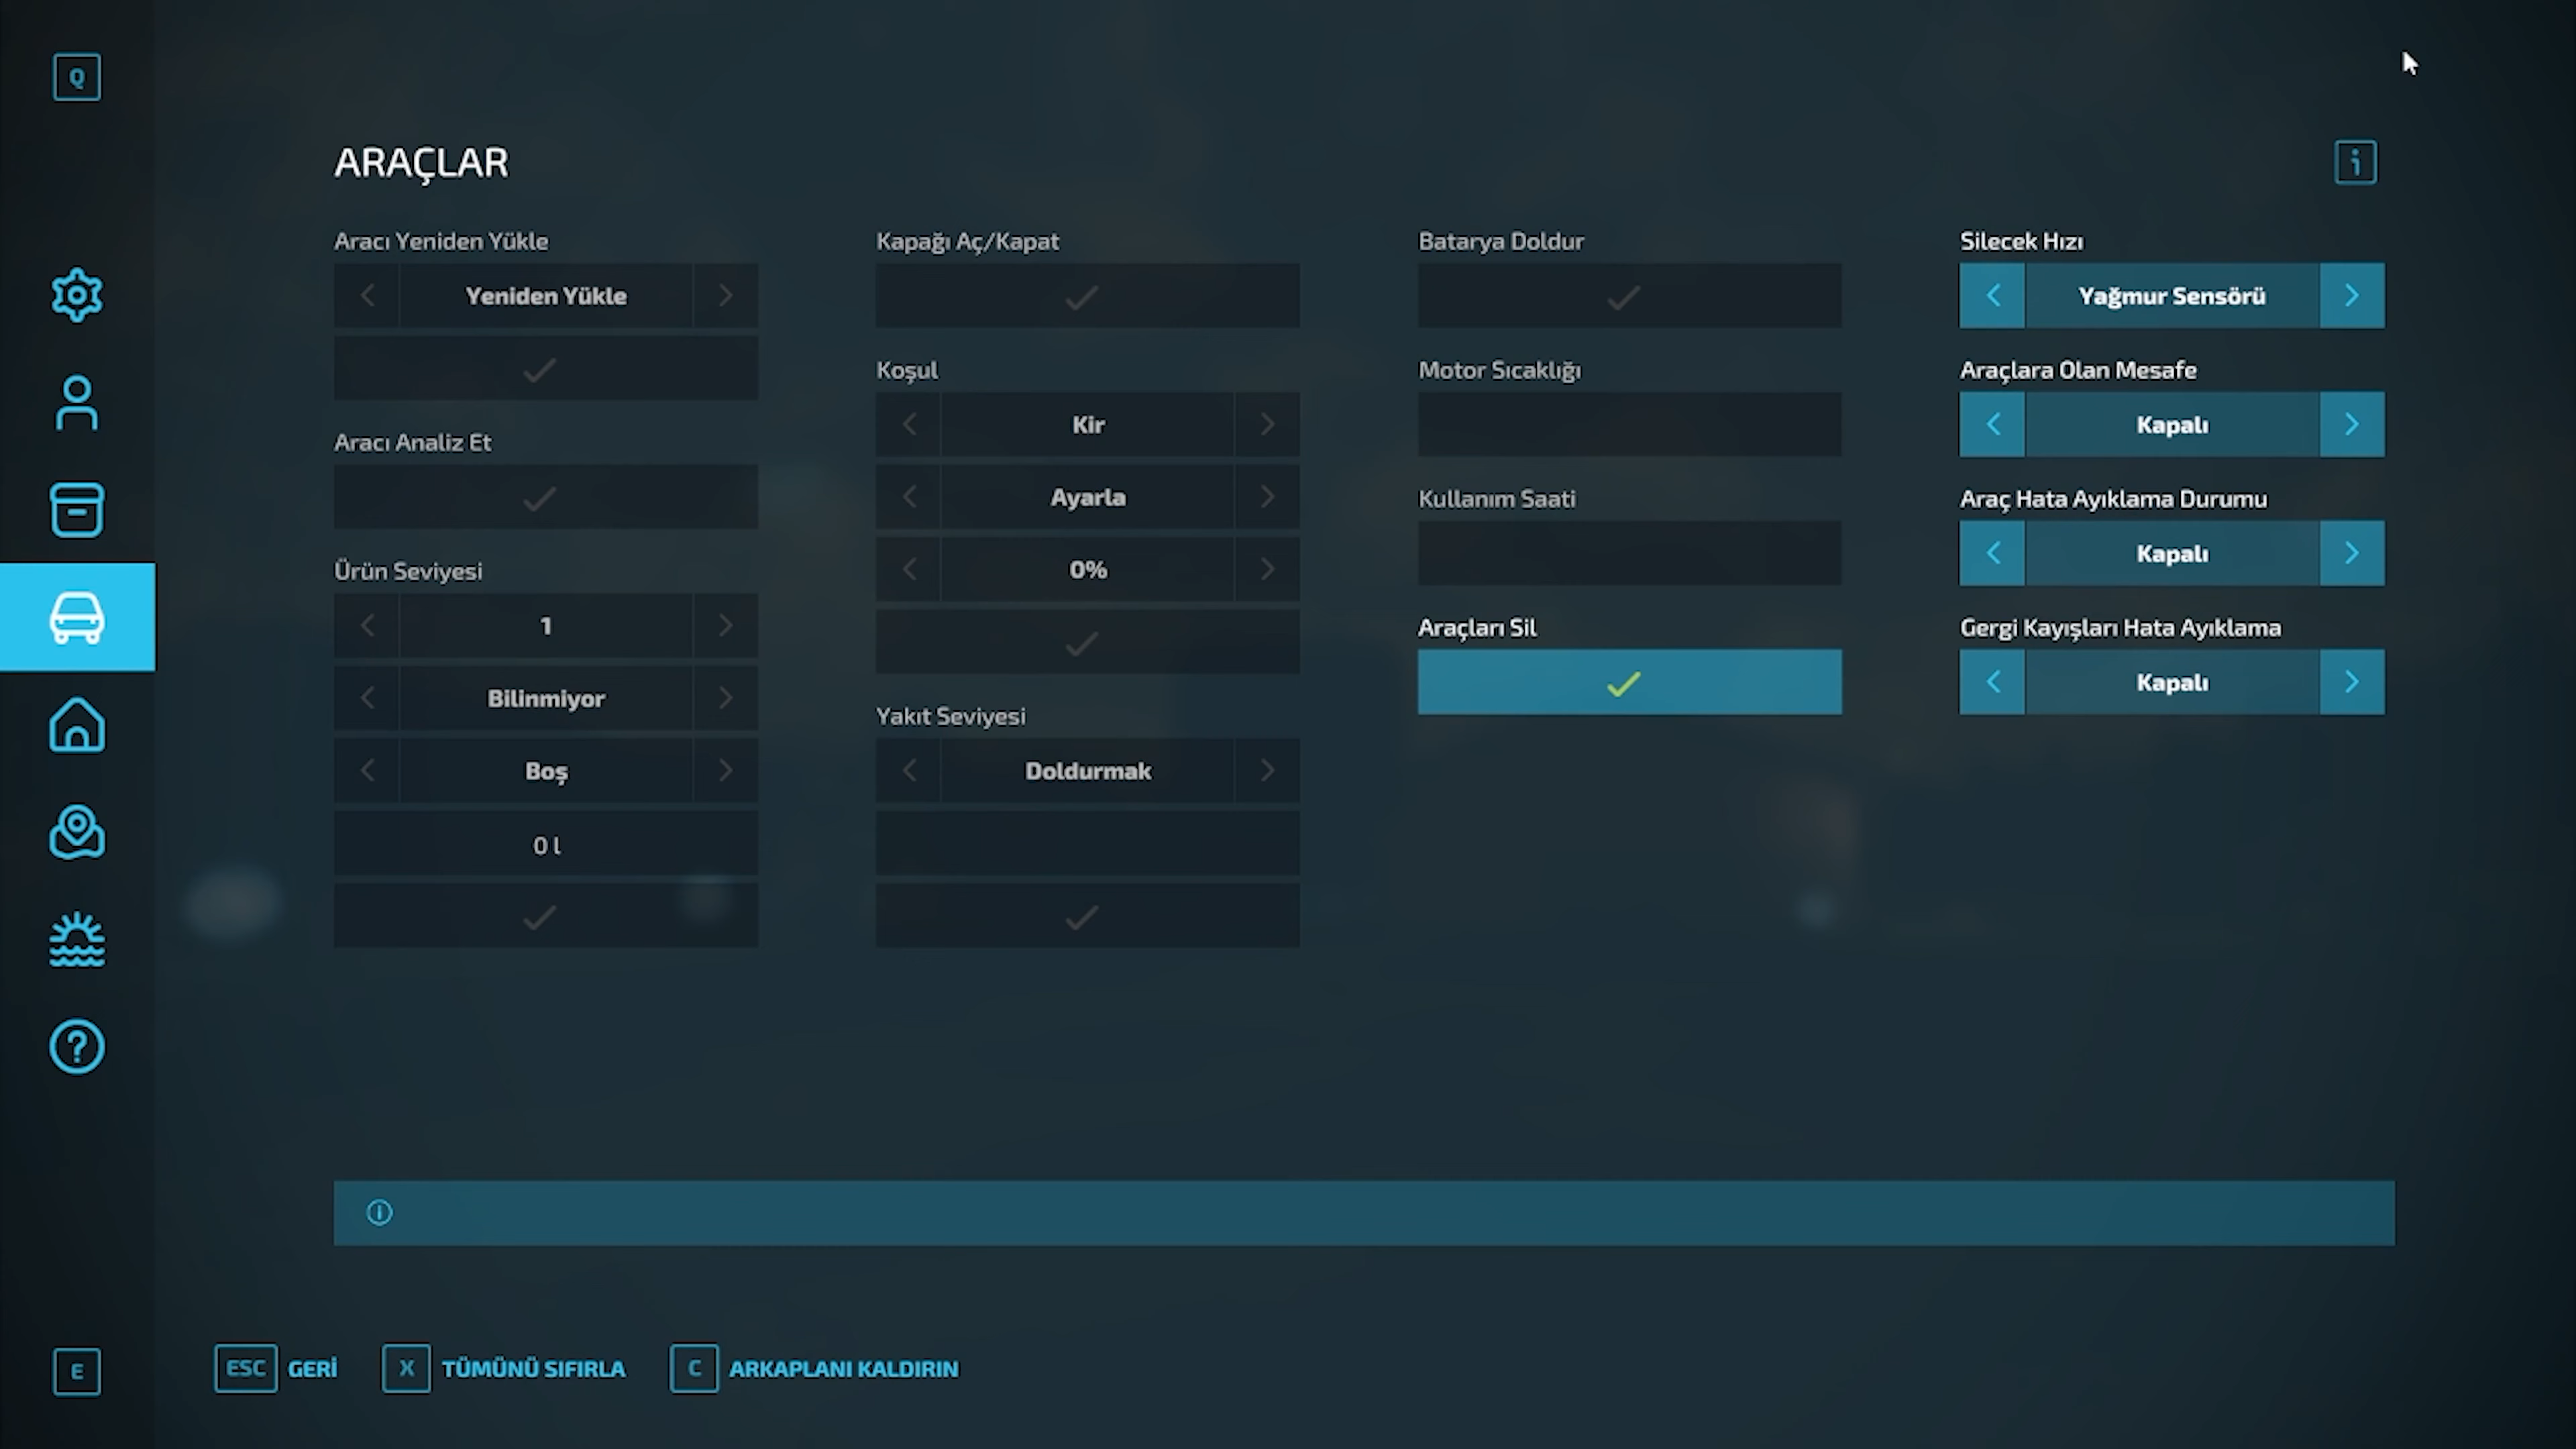 Q
ARAÇLAR
i
Aracı Yeniden Yükle
Yeniden Yükle
Aracı Analiz Et
Ürün Seviyesi
1
Bilinmiyor
Boş
0 l
Kapağı Aç/Kapat
Koşul
Kir
Ayarla
0%
Yakıt Seviyesi
Doldurmak
Batarya Doldur
Motor Sıcaklığı
Kullanım Saati
Araçları Sil
Silecek Hızı
Yağmur Sensörü
Araçlara Olan Mesafe
Kapalı
Araç Hata Ayıklama Durumu
Kapalı
Gergi Kayışları Hata Ayıklama
Kapalı
E
ESC GERİ X TÜMÜNÜ SIFIRLA C ARKAPLANI KALDIRIN